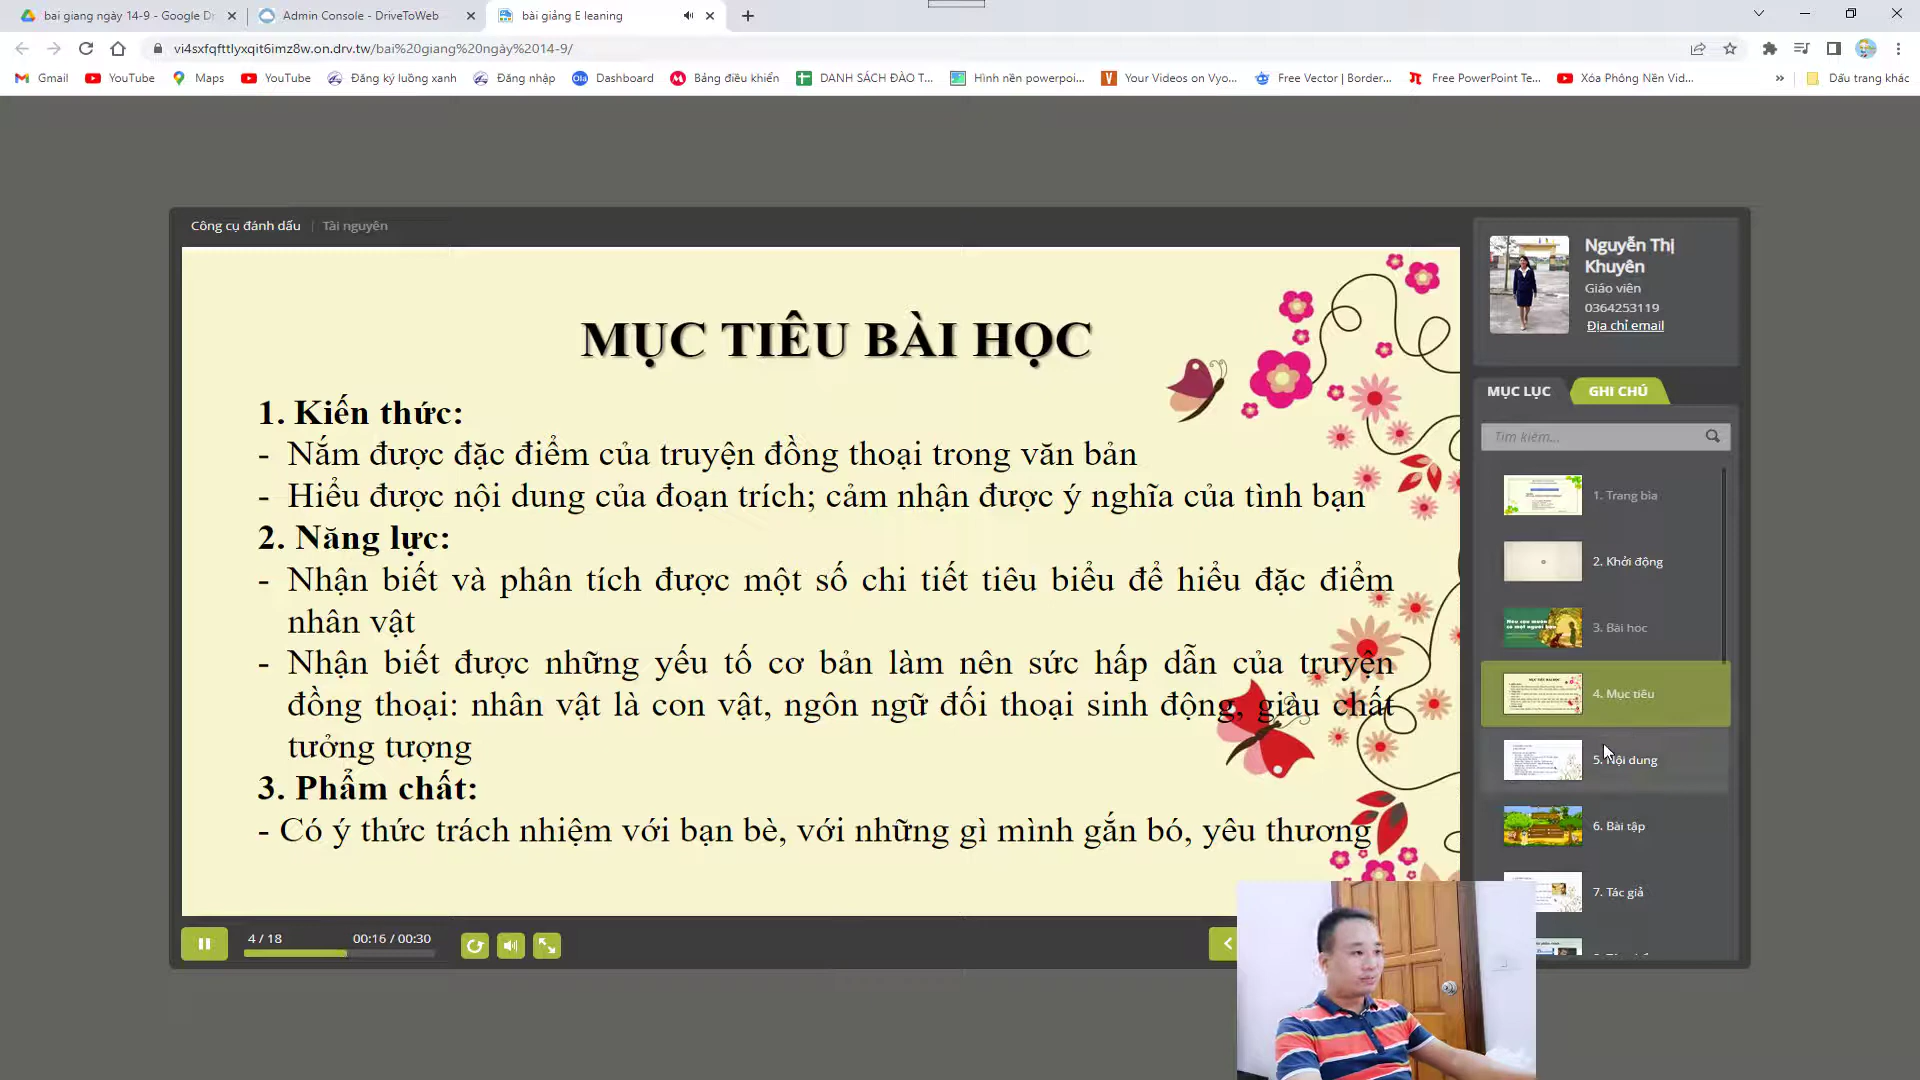 bai giang ngày 14-9 - Google Dr
Admin Console - DriveToWeb
bài giảng E leaning
vi4sxfqfttlyxqit6imz8w.on.drv.tw/bai%20giang%20ngày%2014-9/
Gmail
YouTube
Maps
YouTube
Đăng ký luồng xanh
Đăng nhập
Dashboard
Bảng điều khiển
DANH SÁCH ĐÀO T...
Hình nền powerpoi...
Your Videos on Vyo...
Free Vector | Border...
Free PowerPoint Te...
Xóa Phông Nền Vid...
»
Dấu trang khác
Công cụ đánh dấu
Tài nguyên
MỤC TIÊU BÀI HỌC
1. Kiến thức:
- Nắm được đặc điểm của truyện đồng thoại trong văn bản
- Hiểu được nội dung của đoạn trích; cảm nhận được ý nghĩa của tình bạn
2. Năng lực:
- Nhận biết và phân tích được một số chi tiết tiêu biểu để hiểu đặc điểm
nhân vật
- Nhận biết được những yếu tố cơ bản làm nên sức hấp dẫn của truyện
đồng thoại: nhân vật là con vật, ngôn ngữ đối thoại sinh động, giàu chất
tưởng tượng
3. Phẩm chất:
- Có ý thức trách nhiệm với bạn bè, với những gì mình gắn bó, yêu thương
4 / 18
00:16 / 00:30
Nguyễn Thị
Khuyên
Giáo viên
0364253119
Địa chỉ email
MỤC LỤC
GHI CHÚ
Tìm kiếm...
1. Trang bìa
2. Khởi động
3. Bài học
4. Mục tiêu
5. Nội dung
6. Bài tập
7. Tác giả